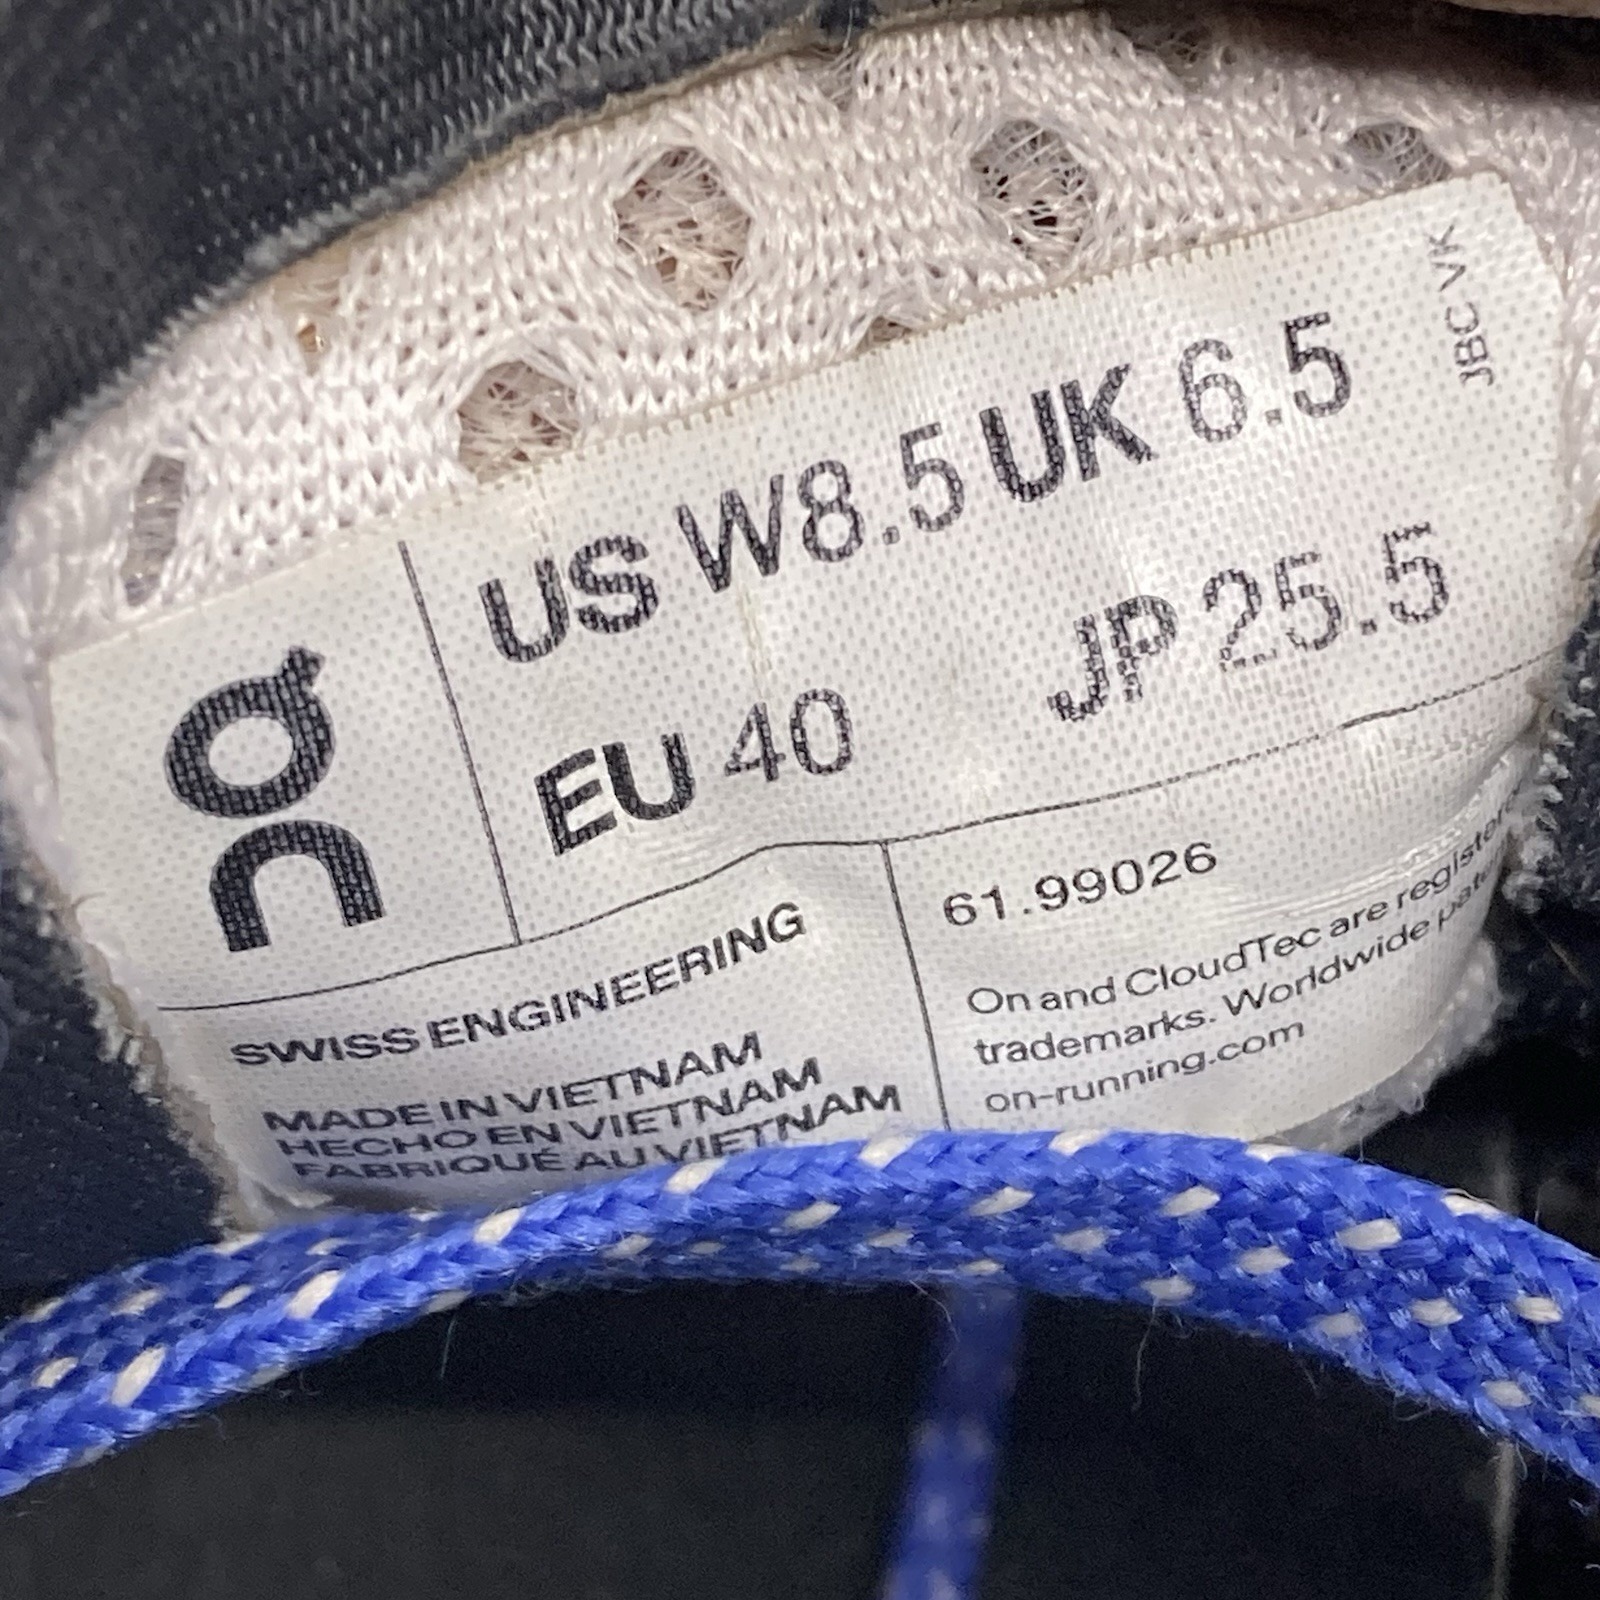 JBC VK
US W8.5 UK 6.5
EU 40 JP 25.5
on
SWISS ENGINEERING
MADE IN VIETNAM
HECHO EN VIETNAM
FABRIQUÉ AU VIETNAM
61.99026
On and CloudTec are
trademarks. Worldwide
on-running.com